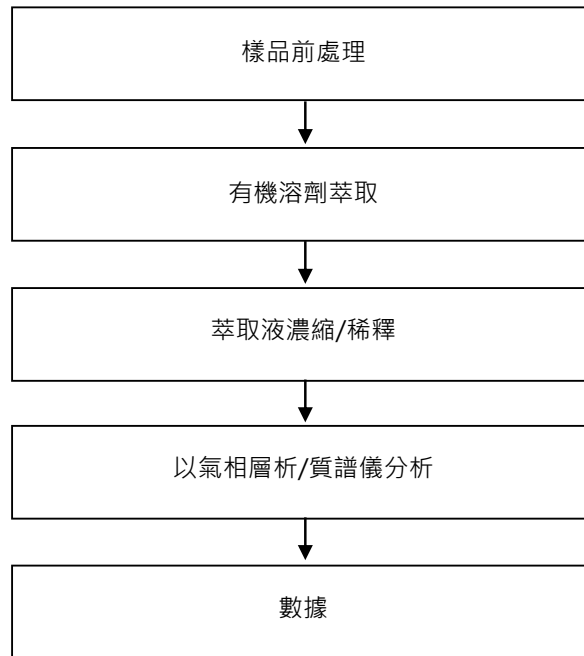 樣品前處理
有機溶劑萃取
萃取液濃縮/稀釋
以氣相層析/質譜儀分析
數據